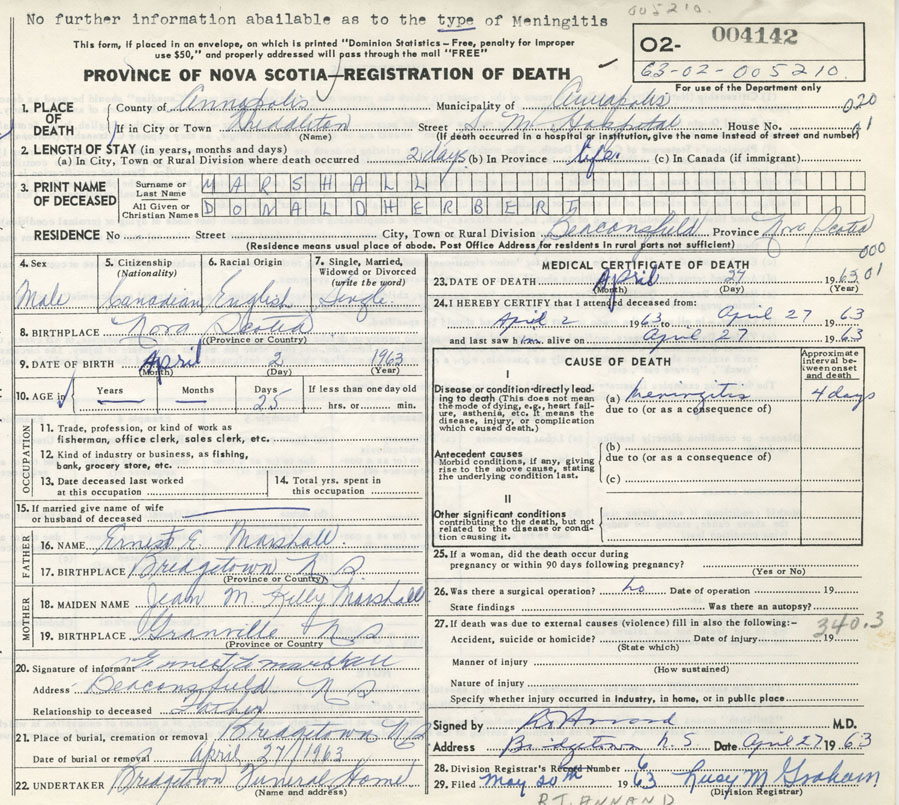 005210.
No further information abailable as to the type of Meningitis
This form, if placed in an envelope, on which is printed "Dominion Statistics - Free, penalty for improper
use $50," and properly addressed will pass through the mail "FREE"
02- 004142
63-02-005210.
For use of the Department only
PROVINCE OF NOVA SCOTIA—REGISTRATION OF DEATH
1. PLACE OF DEATH
County of Annapolis Municipality of Annapolis 020
If in City or Town Middleton Street S. M. Hospital House No. 01
(Name) (If death occurred in a hospital or institution, give the name instead of street and number)
2. LENGTH OF STAY (in years, months and days)
(a) In City, Town or Rural Division where death occurred 2 days (b) In Province life. (c) In Canada (if immigrant)
3. PRINT NAME OF DECEASED
Surname or Last Name MARSHALL
All Given or Christian Names DONALD HERBERT
RESIDENCE No Street City, Town or Rural Division Beaconsfield Province Nova Scotia
(Residence means usual place of abode. Post Office Address for residents in rural parts not sufficient)
000
01
4. Sex Male
5. Citizenship (Nationality) Canadian
6. Racial Origin English
7. Single, Married, Widowed or Divorced (write the word) Single.
8. BIRTHPLACE Nova Scotia
(Province or Country)
9. DATE OF BIRTH April 2 1963
(Month) (Day) (Year)
10. AGE in Years Months Days 25 If less than one day old
hrs. or min.
OCCUPATION
11. Trade, profession, or kind of work as
fisherman, office clerk, sales clerk, etc.
12. Kind of industry or business, as fishing,
bank, grocery store, etc.
13. Date deceased last worked
at this occupation
14. Total yrs. spent in
this occupation
15. If married give name of wife
or husband of deceased
FATHER
16. NAME Ernest E. Marshall.
17. BIRTHPLACE Bridgetown N S
(Province or Country)
MOTHER
18. MAIDEN NAME Jean M. Kelly Marshall
19. BIRTHPLACE Granville N S
(Province or Country)
20. Signature of informant Ernest Marshall
Address Beaconsfield N S
Relationship to deceased Father
21. Place of burial, cremation or removal Bridgetown N S
Date of burial or removal April 27/1963
22. UNDERTAKER Bridgetown Funeral Home
(Name and address)
MEDICAL CERTIFICATE OF DEATH
23. DATE OF DEATH April 27 1963
(Month) (Day) (Year)
24. I HEREBY CERTIFY that I attended deceased from:
April 2 1963 to April 27 1963
and last saw him alive on April 27 1963
CAUSE OF DEATH
Approximate interval between onset and death
I
Disease or condition directly leading to death (This does not mean the mode of dying, e.g., heart failure, asthenia, etc. It means the disease, injury, or complication which caused death.)
(a) Meningitis 4 days
due to (or as a consequence of)
Antecedent causes
Morbid conditions, if any, giving rise to the above cause, stating the underlying condition last.
(b)
due to (or as a consequence of)
(c)
II
Other significant conditions
contributing to the death, but not related to the disease or condition causing it.
25. If a woman, did the death occur during
pregnancy or within 90 days following pregnancy?
(Yes or No)
26. Was there a surgical operation? no Date of operation 19
State findings Was there an autopsy?
27. If death was due to external causes (violence) fill in also the following:- 340.3
Accident, suicide or homicide? Date of injury 19
(State which)
Manner of injury
(How sustained)
Nature of injury
Specify whether injury occurred in Industry, in home, or in public place
Signed by M.D.
Address Bridgetown N. S Date April 27 1963
28. Division Registrar's Record Number 6
29. Filed May 20th 1963 Lucy M Graham
(Division Registrar)
R.T. ANNAND